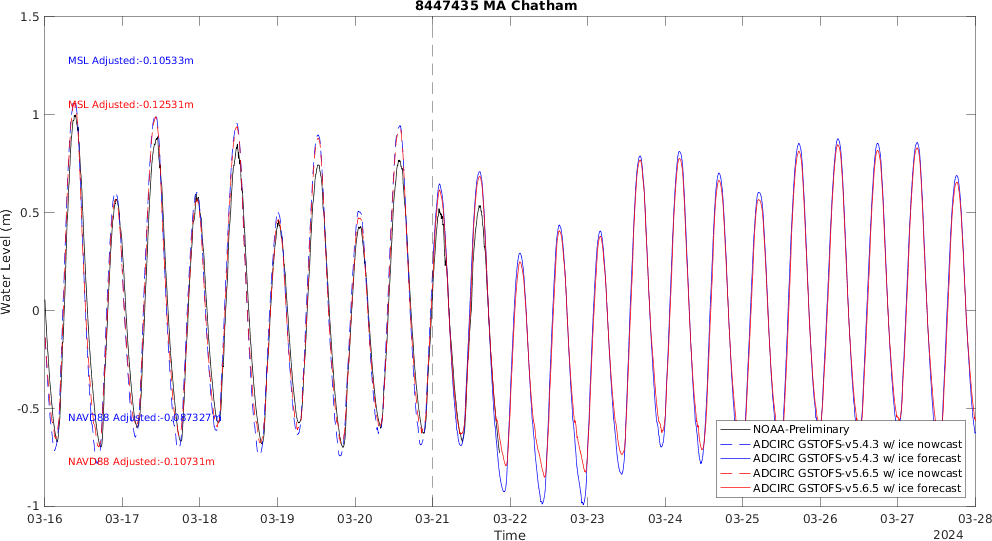 8447435 MA Chatham
1.5
MSL Adjusted:-0.10533m
1
MSL Adjusted:-0.12531m
0.5
Water Level (m)
0
-0.5
NAVD88 Adjusted:-0.087327m
NAVD88 Adjusted:-0.10731m
-1
NOAA-Preliminary
ADCIRC GSTOFS-v5.4.3 w/ ice nowcast
ADCIRC GSTOFS-v5.4.3 w/ ice forecast
ADCIRC GSTOFS-v5.6.5 w/ ice nowcast
ADCIRC GSTOFS-v5.6.5 w/ ice forecast
03-16 03-17 03-18 03-19 03-20 03-21 03-22 03-23 03-24 03-25 03-26 03-27 03-28
Time
2024